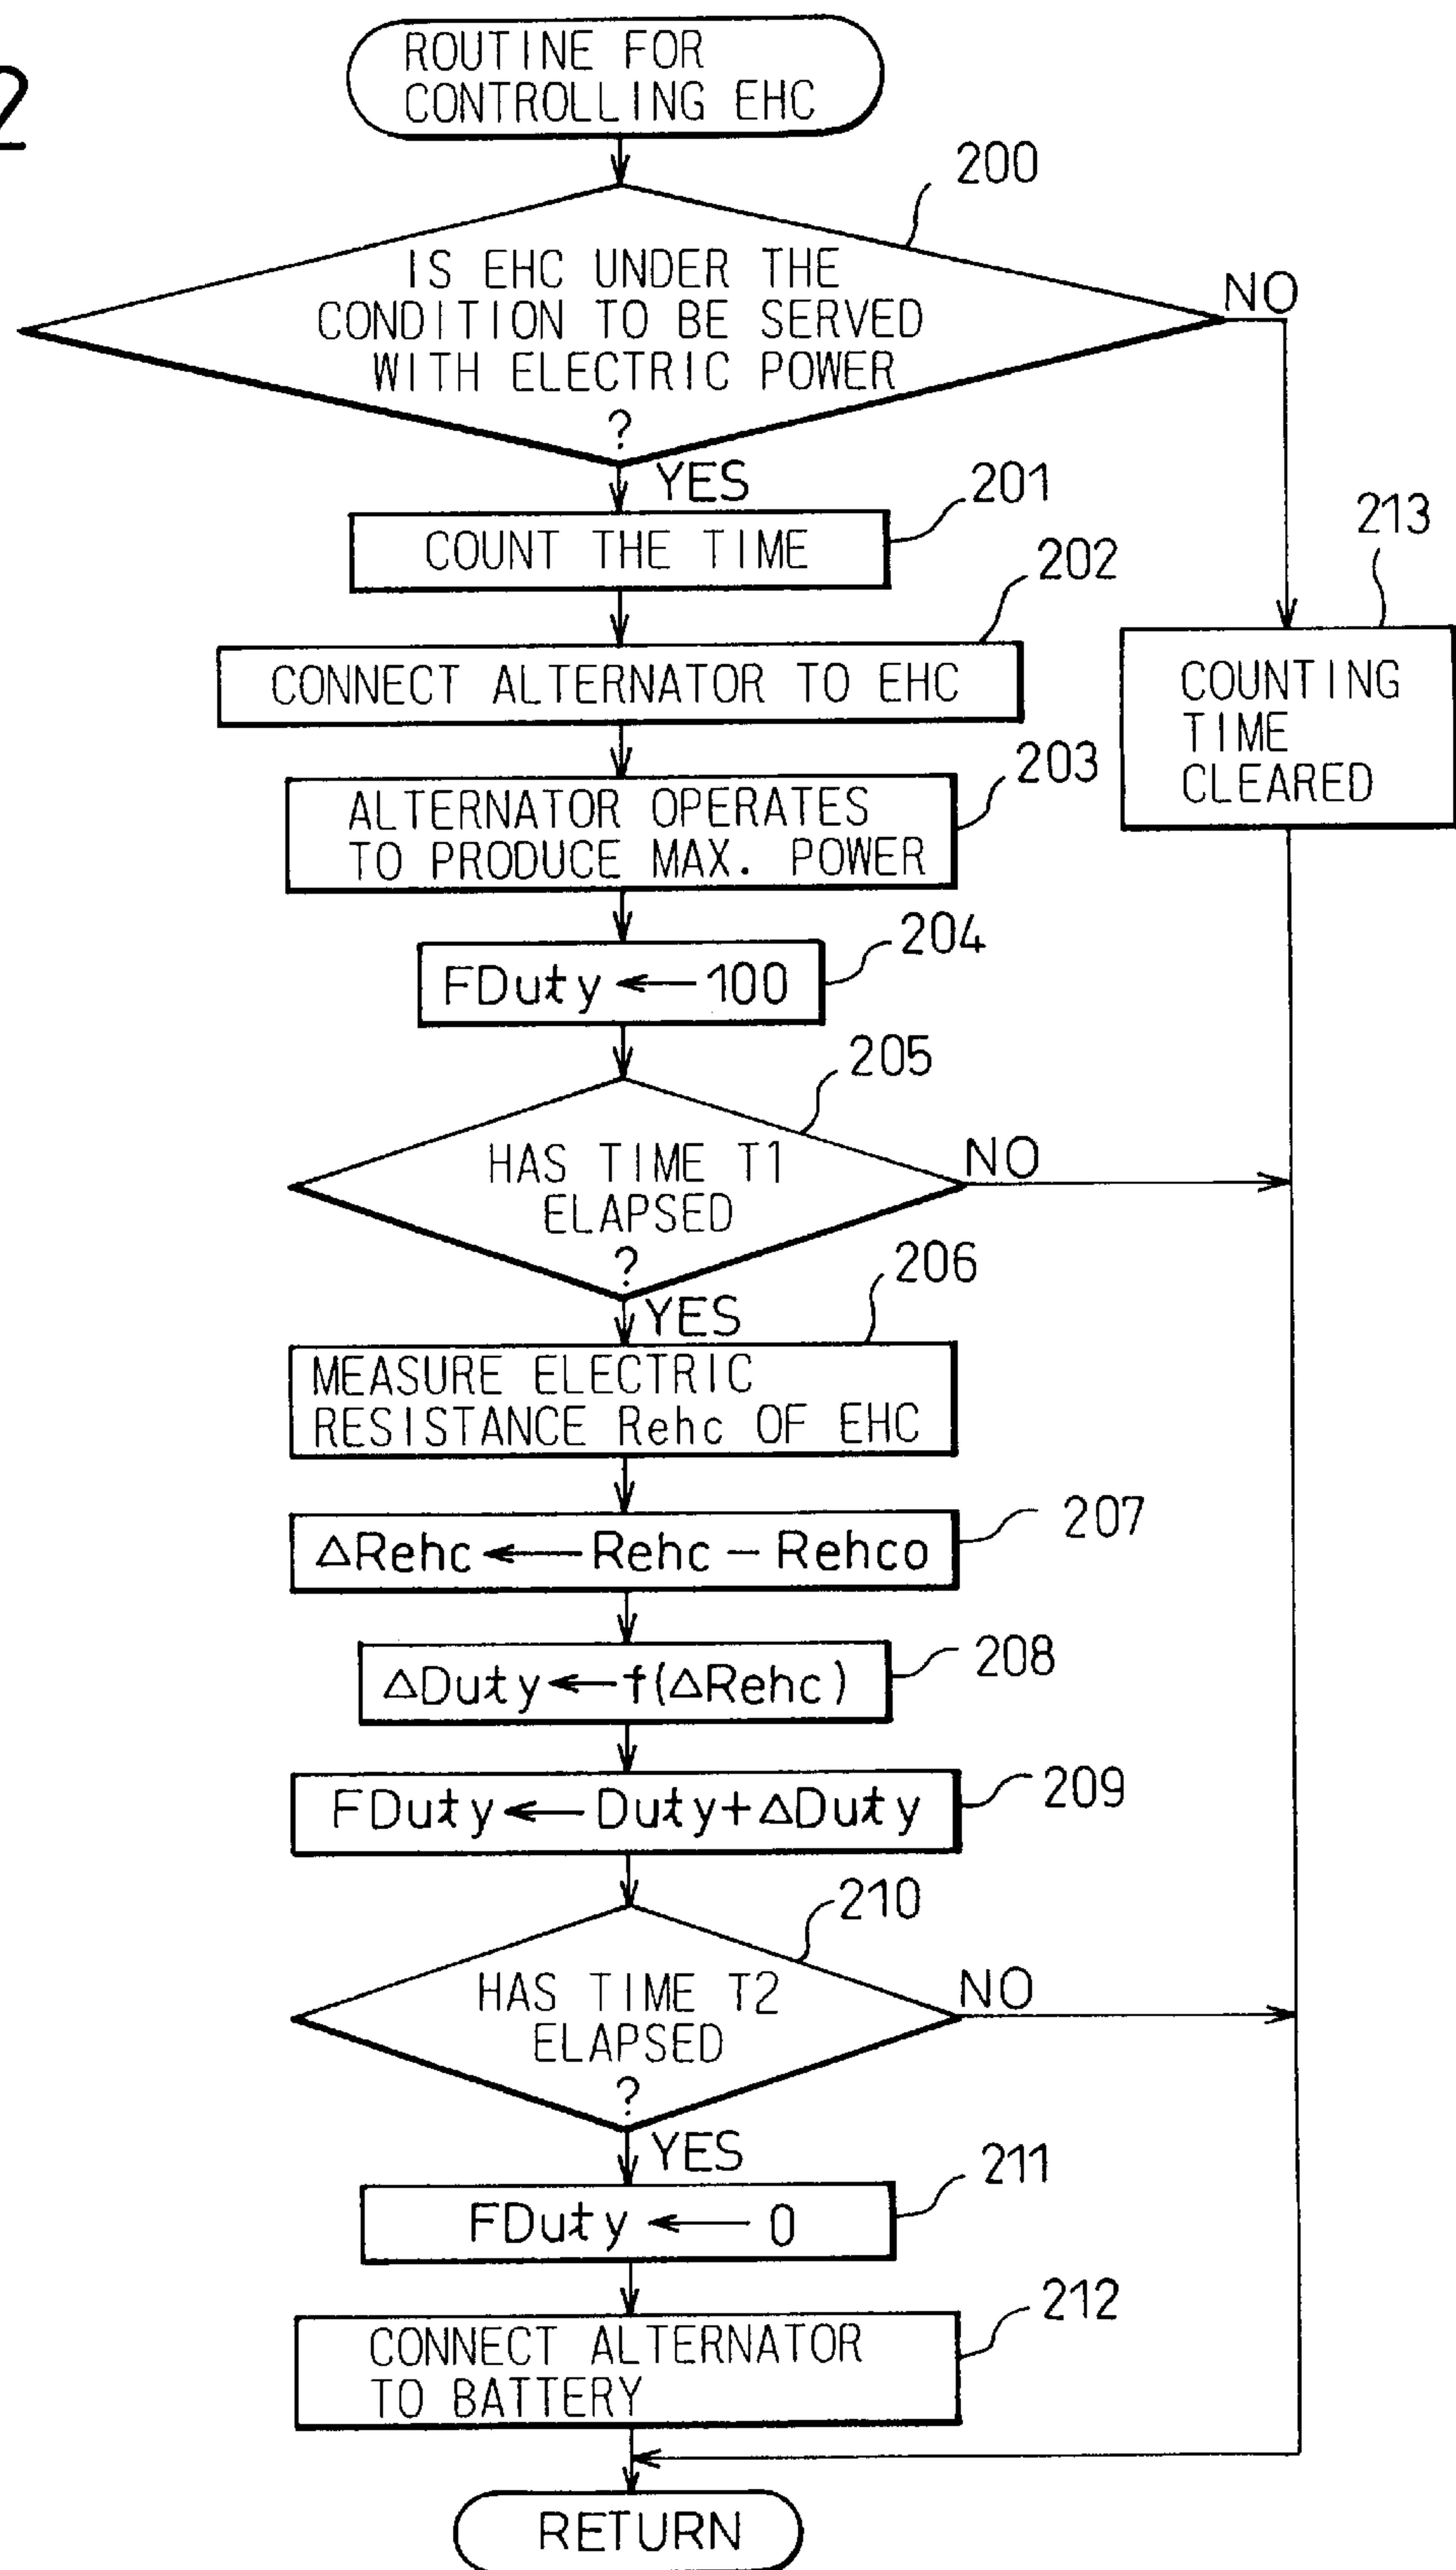 2
ROUTINE FOR
CONTROLLING EHC
200
IS EHC UNDER THE
CONDITION TO BE SERVED
WITH ELECTRIC POWER
?
NO
YES
201
COUNT THE TIME
202
CONNECT ALTERNATOR TO EHC
213
COUNTING
TIME
CLEARED
203
ALTERNATOR OPERATES
TO PRODUCE MAX. POWER
204
FDuty ← 100
205
HAS TIME T1
ELAPSED
?
NO
YES
206
MEASURE ELECTRIC
RESISTANCE Rehc OF EHC
207
△Rehc ← Rehc − Rehco
208
△Duty ← f(△Rehc)
209
FDuty ← Duty+△Duty
210
HAS TIME T2
ELAPSED
?
NO
YES
211
FDuty ← 0
212
CONNECT ALTERNATOR
TO BATTERY
RETURN